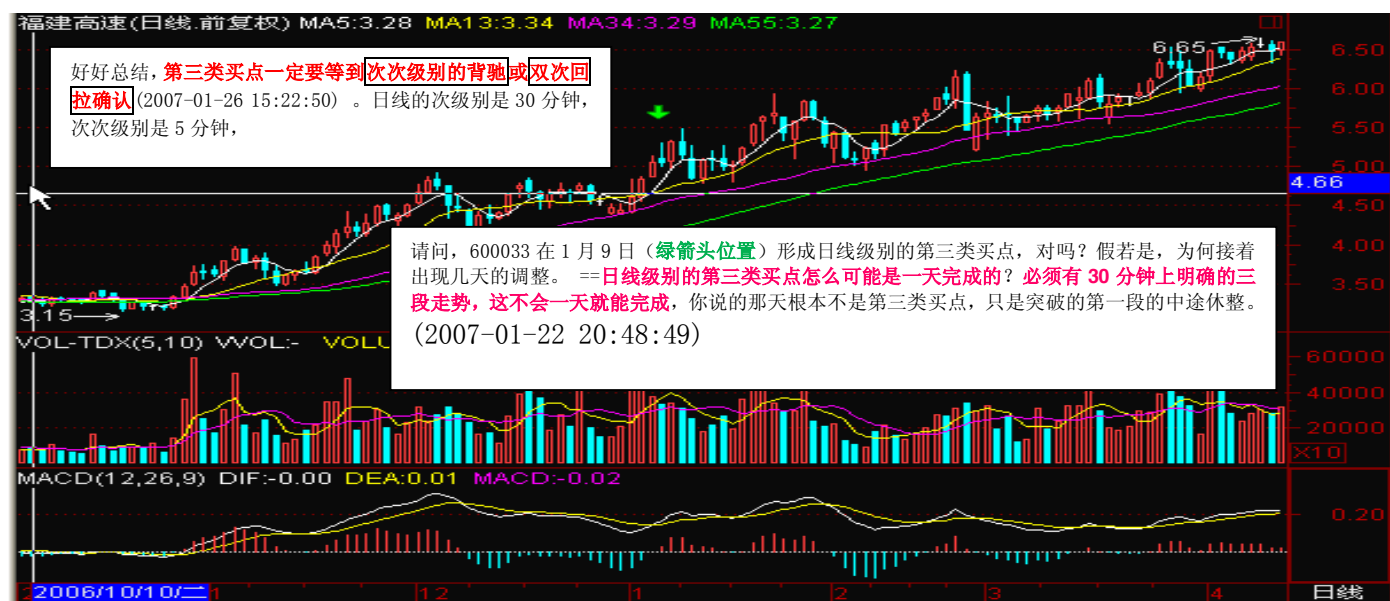 福建高速(日线.前复权) MA5:3.28 MA13:3.34 MA34:3.29 MA55:3.27
6.65
6.50
好好总结，第三类买点一定要等到次次级别的背驰或双次回
拉确认(2007-01-26 15:22:50) 。日线的次级别是 30 分钟，
次次级别是 5 分钟，
6.00
5.50
5.00
4.66
4.50
请问，600033 在 1 月 9 日（绿箭头位置）形成日线级别的第三类买点，对吗？假若是，为何接着
出现几天的调整。 ==日线级别的第三类买点怎么可能是一天完成的？必须有 30 分钟上明确的三
段走势，这不会一天就能完成，你说的那天根本不是第三类买点，只是突破的第一段的中途休整。
(2007-01-22 20:48:49)
4.00
3.50
3.15
VOL-TDX(5,10) VVOL:- VOLU
60000
40000
20000
X10
MACD(12,26,9) DIF:-0.00 DEA:0.01 MACD:-0.02
0.20
2006/10/10/二 1 12 1 2 3 4 日线